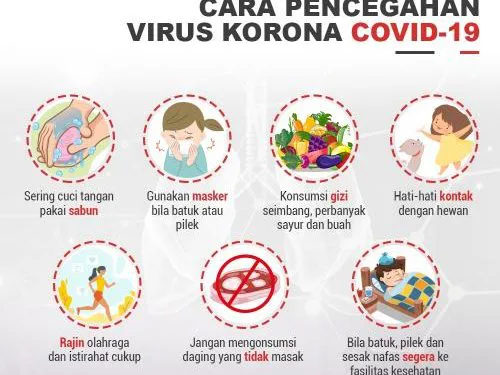 CARA PENCEGAHAN
VIRUS KORONA COVID-19
Sering cuci tangan
pakai sabun
Gunakan masker
bila batuk atau
pilek
Konsumsi gizi
seimbang, perbanyak
sayur dan buah
Hati-hati kontak
dengan hewan
Rajin olahraga
dan istirahat cukup
Jangan mengonsumsi
daging yang tidak masak
Bila batuk, pilek dan
sesak nafas segera ke
fasilitas kesehatan